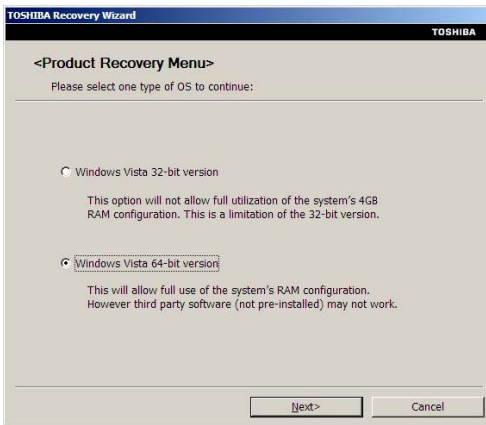 TOSHIBA Recovery Wizard
TOSHIBA
<Product Recovery Menu>
Please select one type of OS to continue:
Windows Vista 32-bit version
This option will not allow full utilization of the system's 4GB
RAM configuration. This is a limitation of the 32-bit version.
Windows Vista 64-bit version
This will allow full use of the system's RAM configuration.
However third party software (not pre-installed) may not work.
Next>
Cancel